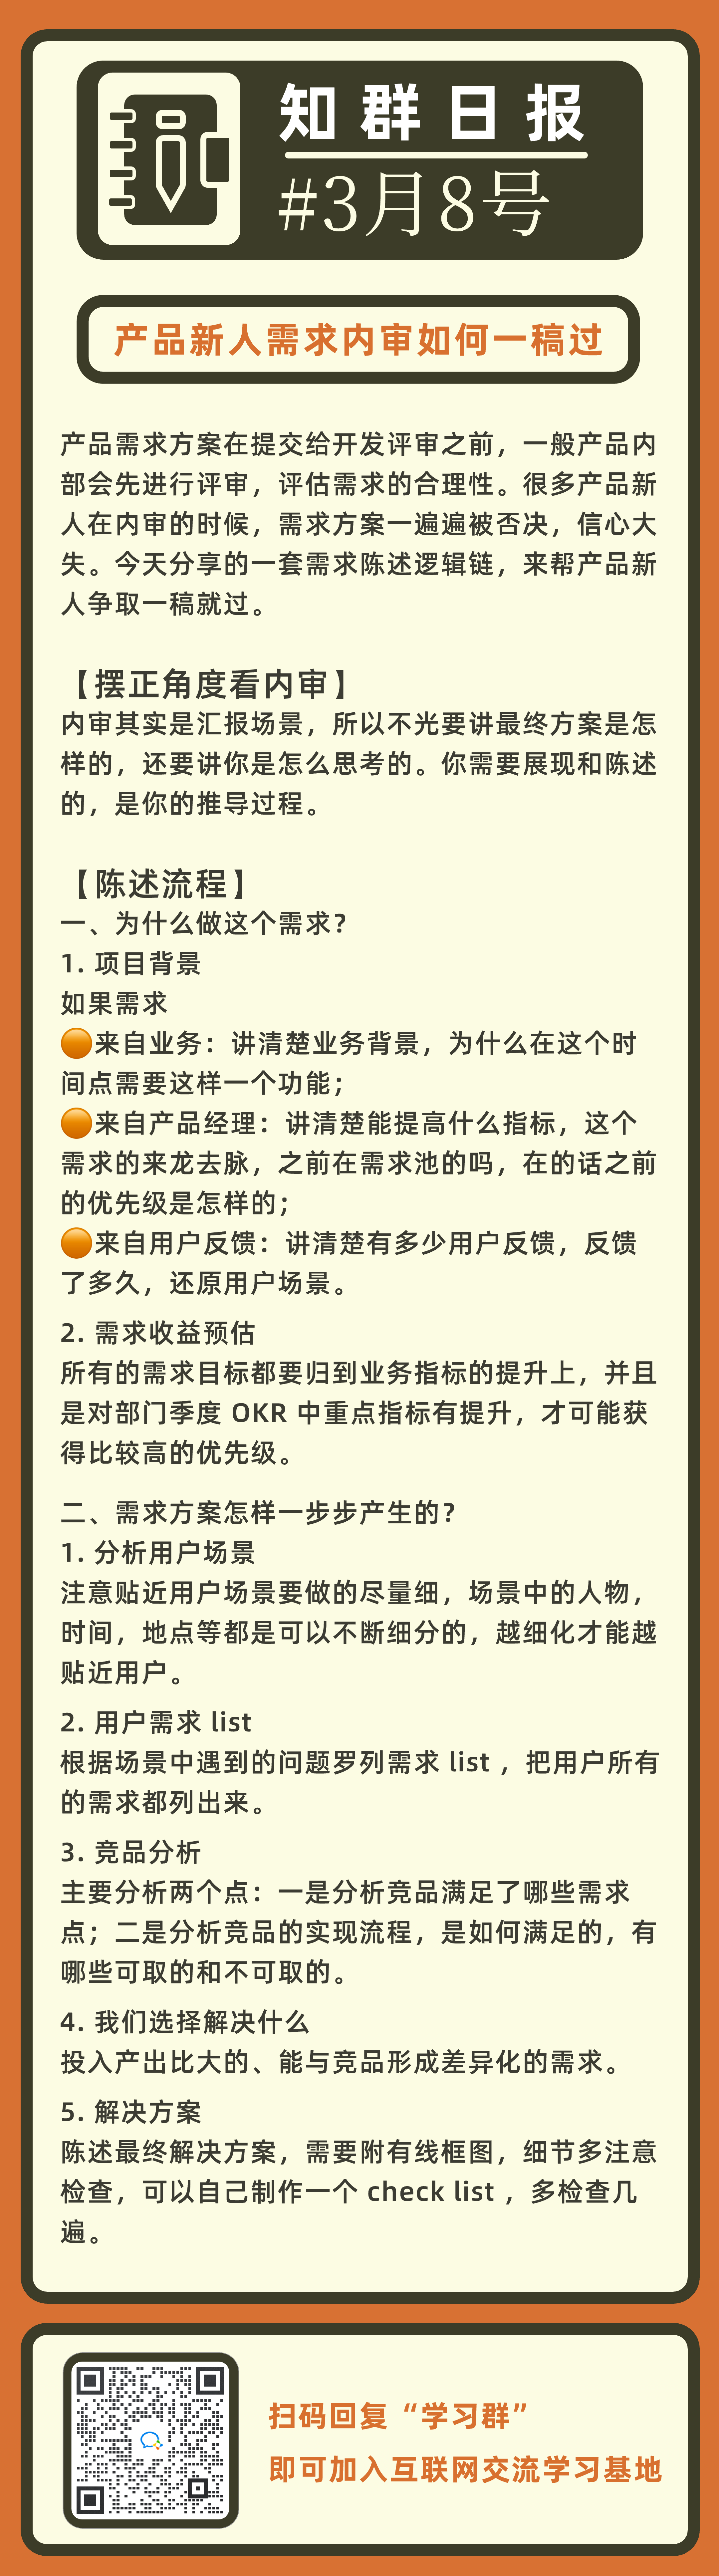 知群日报
#3月8号
产品新人需求内审如何一稿过
产品需求方案在提交给开发评审之前，一般产品内
部会先进行评审，评估需求的合理性。很多产品新
人在内审的时候，需求方案一遍遍被否决，信心大
失。今天分享的一套需求陈述逻辑链，来帮产品新
人争取一稿就过。
【摆正角度看内审】
内审其实是汇报场景，所以不光要讲最终方案是怎
样的，还要讲你是怎么思考的。你需要展现和陈述
的，是你的推导过程。
【陈述流程】
一、为什么做这个需求？
1. 项目背景
如果需求
🟠来自业务：讲清楚业务背景，为什么在这个时
间点需要这样一个功能；
🟠来自产品经理：讲清楚能提高什么指标，这个
需求的来龙去脉，之前在需求池的吗，在的话之前
的优先级是怎样的；
🟠来自用户反馈：讲清楚有多少用户反馈，反馈
了多久，还原用户场景。
2. 需求收益预估
所有的需求目标都要归到业务指标的提升上，并且
是对部门季度 OKR 中重点指标有提升，才可能获
得比较高的优先级。
二、需求方案怎样一步步产生的？
1. 分析用户场景
注意贴近用户场景要做的尽量细，场景中的人物，
时间，地点等都是可以不断细分的，越细化才能越
贴近用户。
2. 用户需求 list
根据场景中遇到的问题罗列需求 list ，把用户所有
的需求都列出来。
3. 竞品分析
主要分析两个点：一是分析竞品满足了哪些需求
点；二是分析竞品的实现流程，是如何满足的，有
哪些可取的和不可取的。
4. 我们选择解决什么
投入产出比大的、能与竞品形成差异化的需求。
5. 解决方案
陈述最终解决方案，需要附有线框图，细节多注意
检查，可以自己制作一个 check list ，多检查几
遍。
扫码回复“学习群”
即可加入互联网交流学习基地